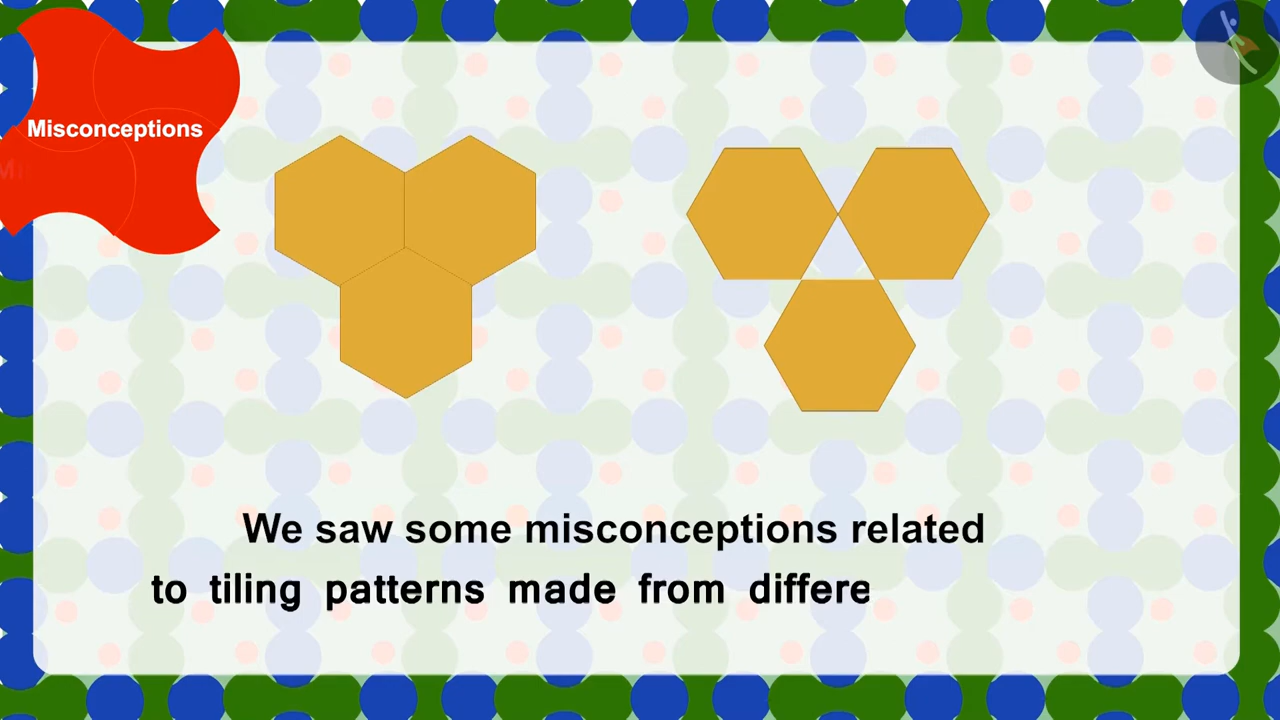 Misconceptions
We saw some misconceptions related
to tiling patterns made from differe